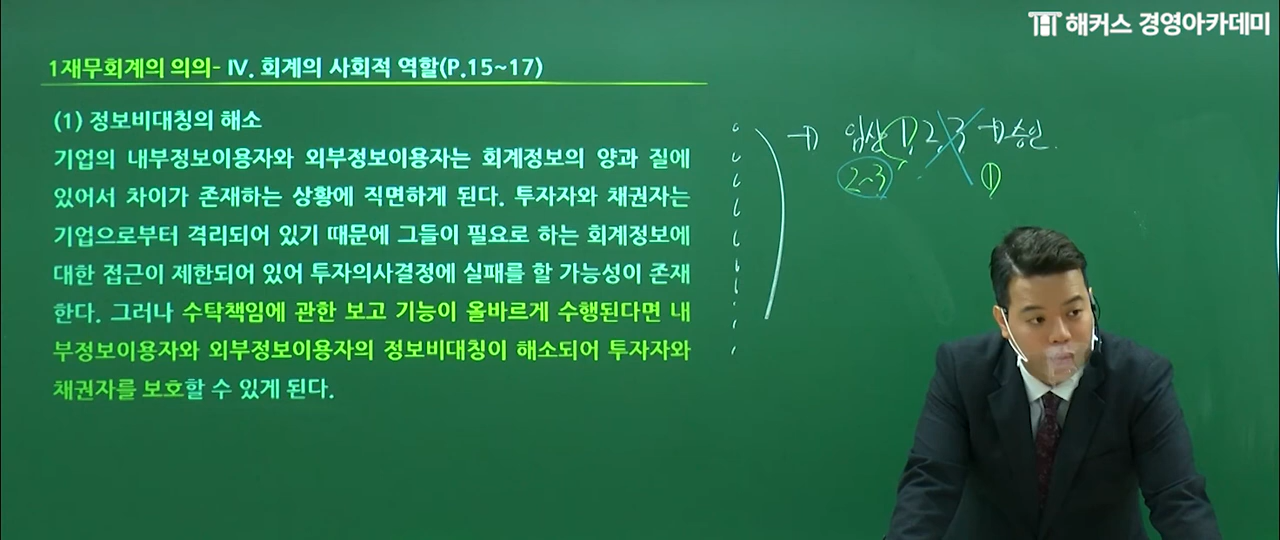 해커스 경영아카데미
1재무회계의 의의- Ⅳ. 회계의 사회적 역할(P.15~17)
(1) 정보비대칭의 해소
기업의 내부정보이용자와 외부정보이용자는 회계정보의 양과 질에
있어서 차이가 존재하는 상황에 직면하게 된다. 투자자와 채권자는
기업으로부터 격리되어 있기 때문에 그들이 필요로 하는 회계정보에
대한 접근이 제한되어 있어 투자의사결정에 실패를 할 가능성이 존재
한다. 그러나 수탁책임에 관한 보고 기능이 올바르게 수행된다면 내
부정보이용자와 외부정보이용자의 정보비대칭이 해소되어 투자자와
채권자를 보호할 수 있게 된다.
→ 임상 1, 2 3 → 승인.
2~3 ①